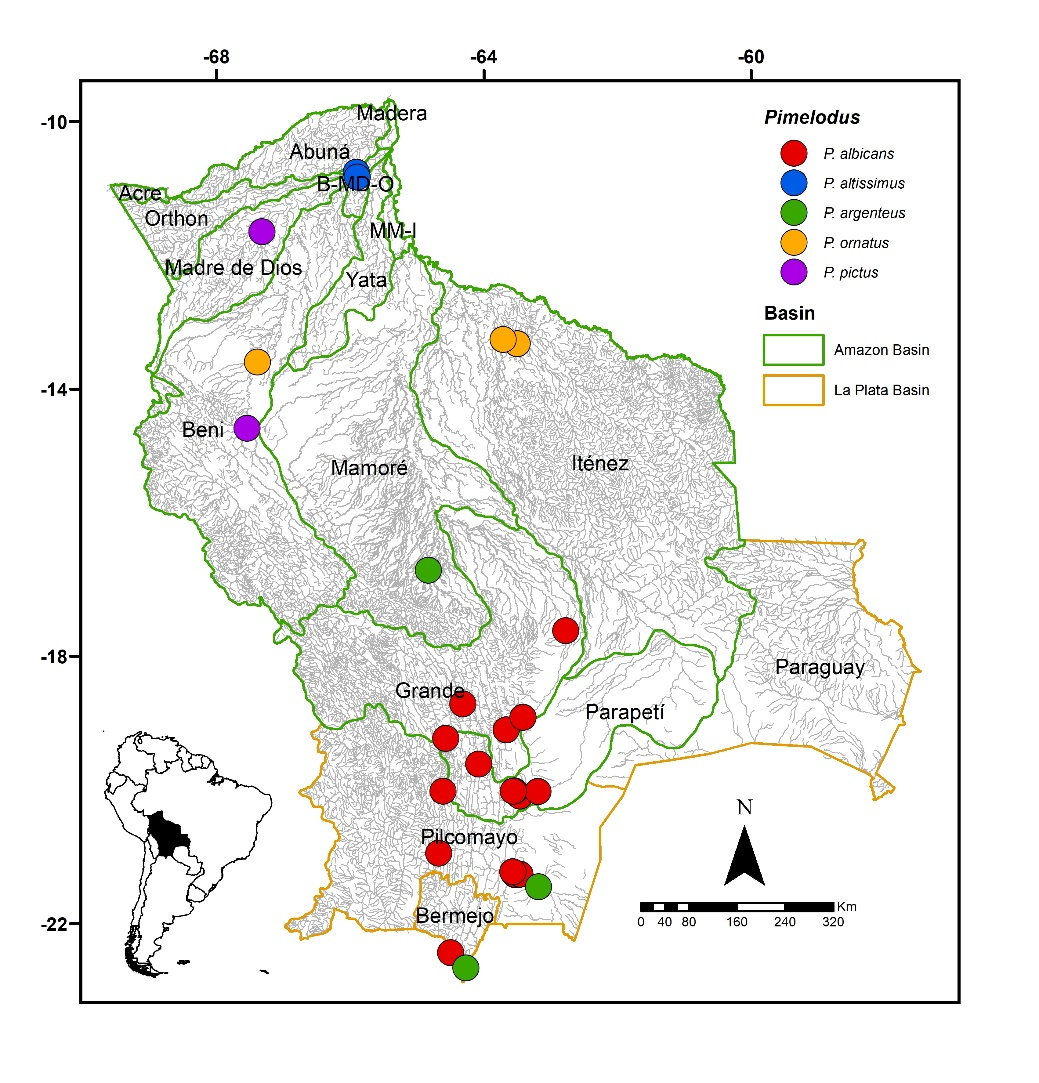 -68 -64 -60
-10
-14
-18
-22
Madera
Abuná
B-MD-O
Acre
Orthon
MM-I
Madre de Dios
Yata
Beni
Mamoré
Iténez
Grande
Parapetí
Paraguay
Pilcomayo
Bermejo
Pimelodus
P. albicans
P. altissimus
P. argenteus
P. ornatus
P. pictus
Basin
Amazon Basin
La Plata Basin
N
Km
0 40 80 160 240 320